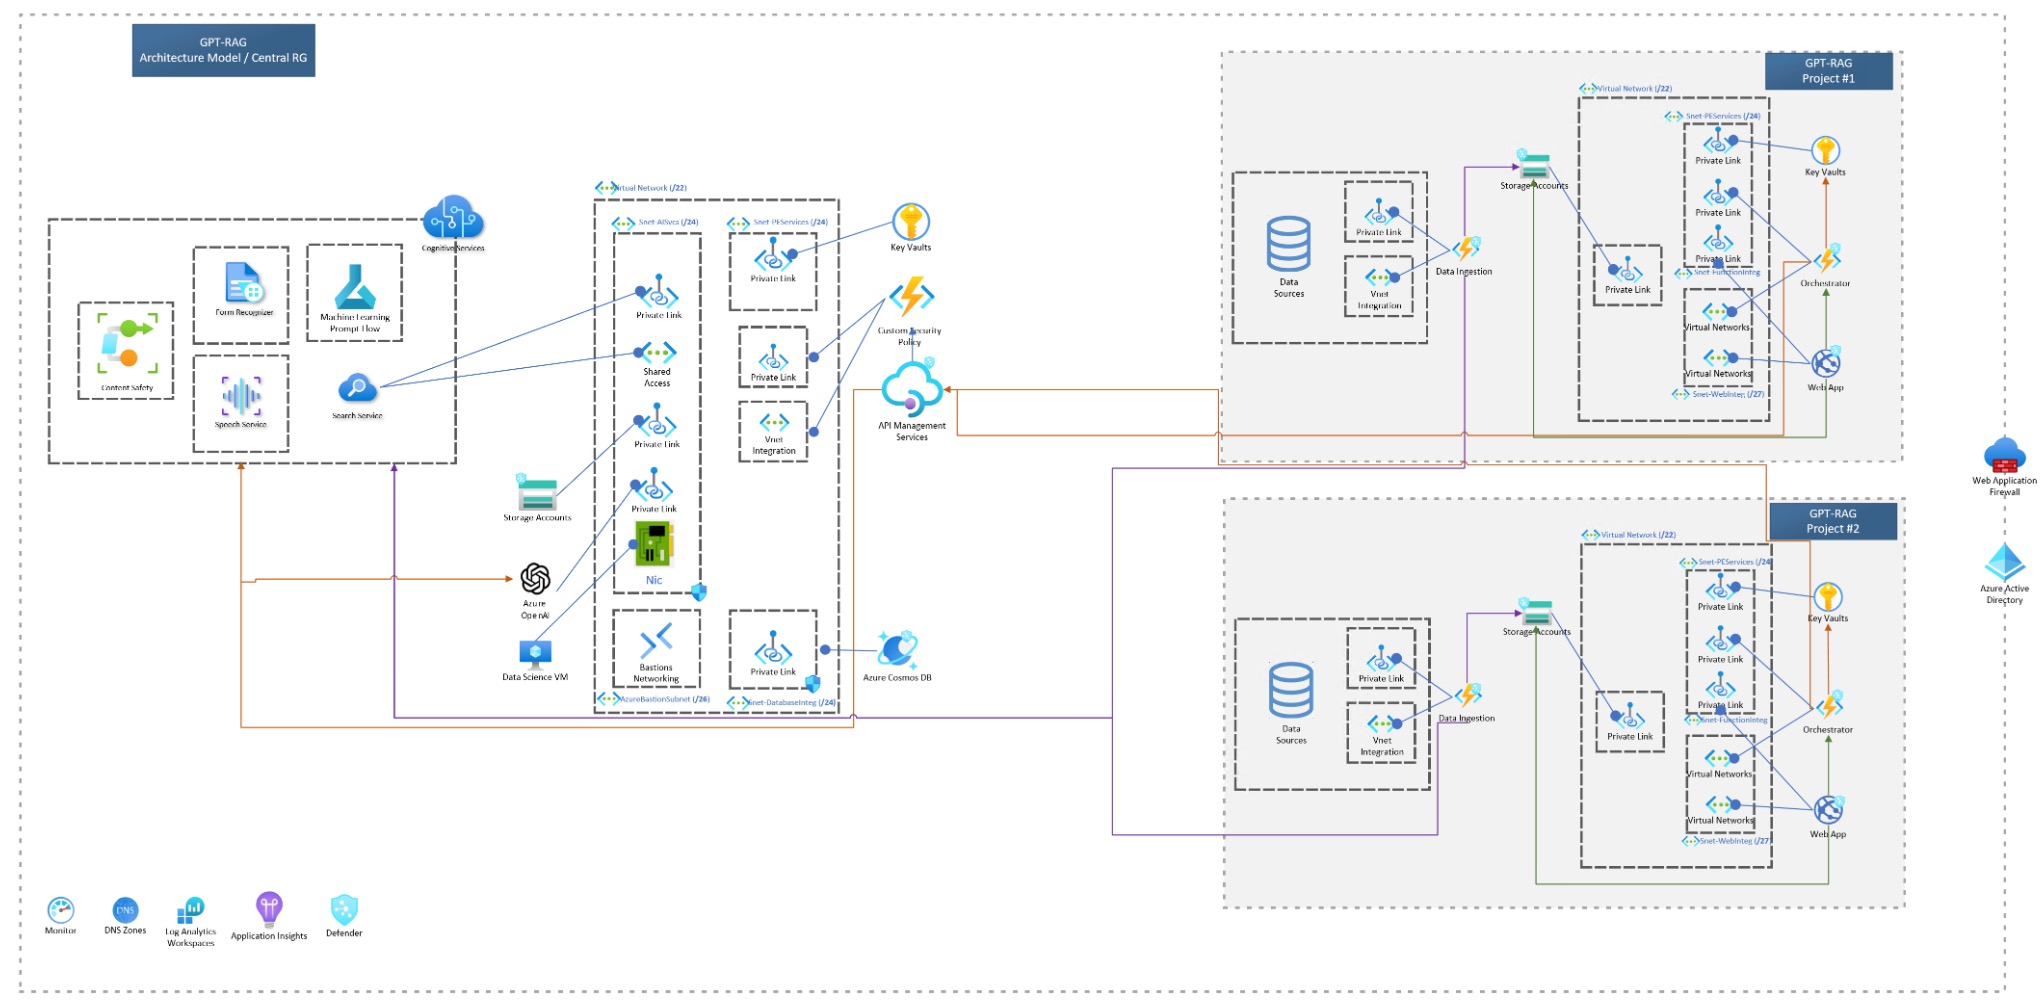 GPT-RAG
Architecture Model / Central RG
Cognitive Services
Form Recognizer
Machine Learning
Prompt Flow
Content Safety
Speech Service
Search Service
Storage Accounts
Azure
OpenAI
Data Science VM
Virtual Network (/22)
Snet-AISvcs (/24)
Private Link
Shared
Access
Private Link
Private Link
Nic
Bastions
Networking
AzureBastionSubnet (/26)
Snet-PEServices (/24)
Private Link
Private Link
Vnet
Integration
Private Link
Snet-DatabaseInteg (/24)
Key Vaults
Custom Security
Policy
API Management
Services
Azure Cosmos DB
GPT-RAG
Project #1
Data
Sources
Private Link
Vnet
Integration
Data Ingestion
Storage Accounts
Virtual Network (/22)
Snet-PEServices (/24)
Private Link
Private Link
Private Link
Snet-FunctionInteg
Private Link
Virtual Networks
Virtual Networks
Snet-WebInteg (/27)
Key Vaults
Orchestrator
Web App
GPT-RAG
Project #2
Data
Sources
Private Link
Vnet
Integration
Data Ingestion
Storage Accounts
Virtual Network (/22)
Snet-PEServices (/24
Private Link
Private Link
Private Link
Snet-FunctionInteg
Private Link
Virtual Networks
Virtual Networks
Snet-WebInteg (/27
Key Vaults
Orchestrator
Web App
Web Application
Firewall
Azure Active
Directory
Monitor
DNS
DNS Zones
Log Analytics
Workspaces
Application Insights
Defender